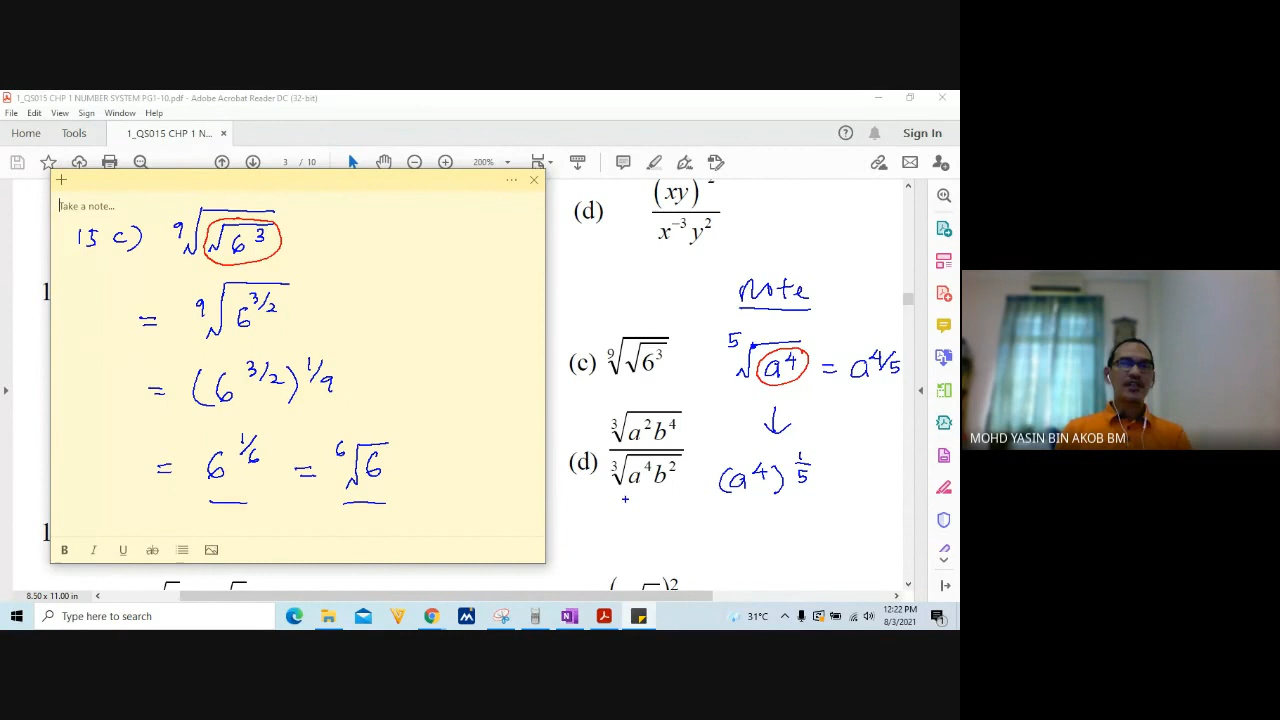 1_QS015 CHP 1 NUMBER SYSTEM PG1-10.pdf - Adobe Acrobat Reader DC (32-bit)
File Edit View Sign Window Help
Home Tools 1_QS015 CHP 1 N... × Sign In
3 / 10 200%
Take a note...
15 c) ⁹√(√(6³))
= ⁹√(6^(3/2))
= (6^(3/2))^(1/9)
= 6^(1/6) = ⁶√6
B I U ab
(d) (xy)⁻² / (x⁻³y²)
Note
(c) ⁹√(√(6³))
⁵√(a⁴) = a^(4/5)
↓
(d) ³√(a²b⁴) / ³√(a⁴b²)
(a⁴)^(1/5)
8.50 x 11.00 in
Type here to search
31°C
12:22 PM
8/3/2021
MOHD YASIN BIN AKOB BM